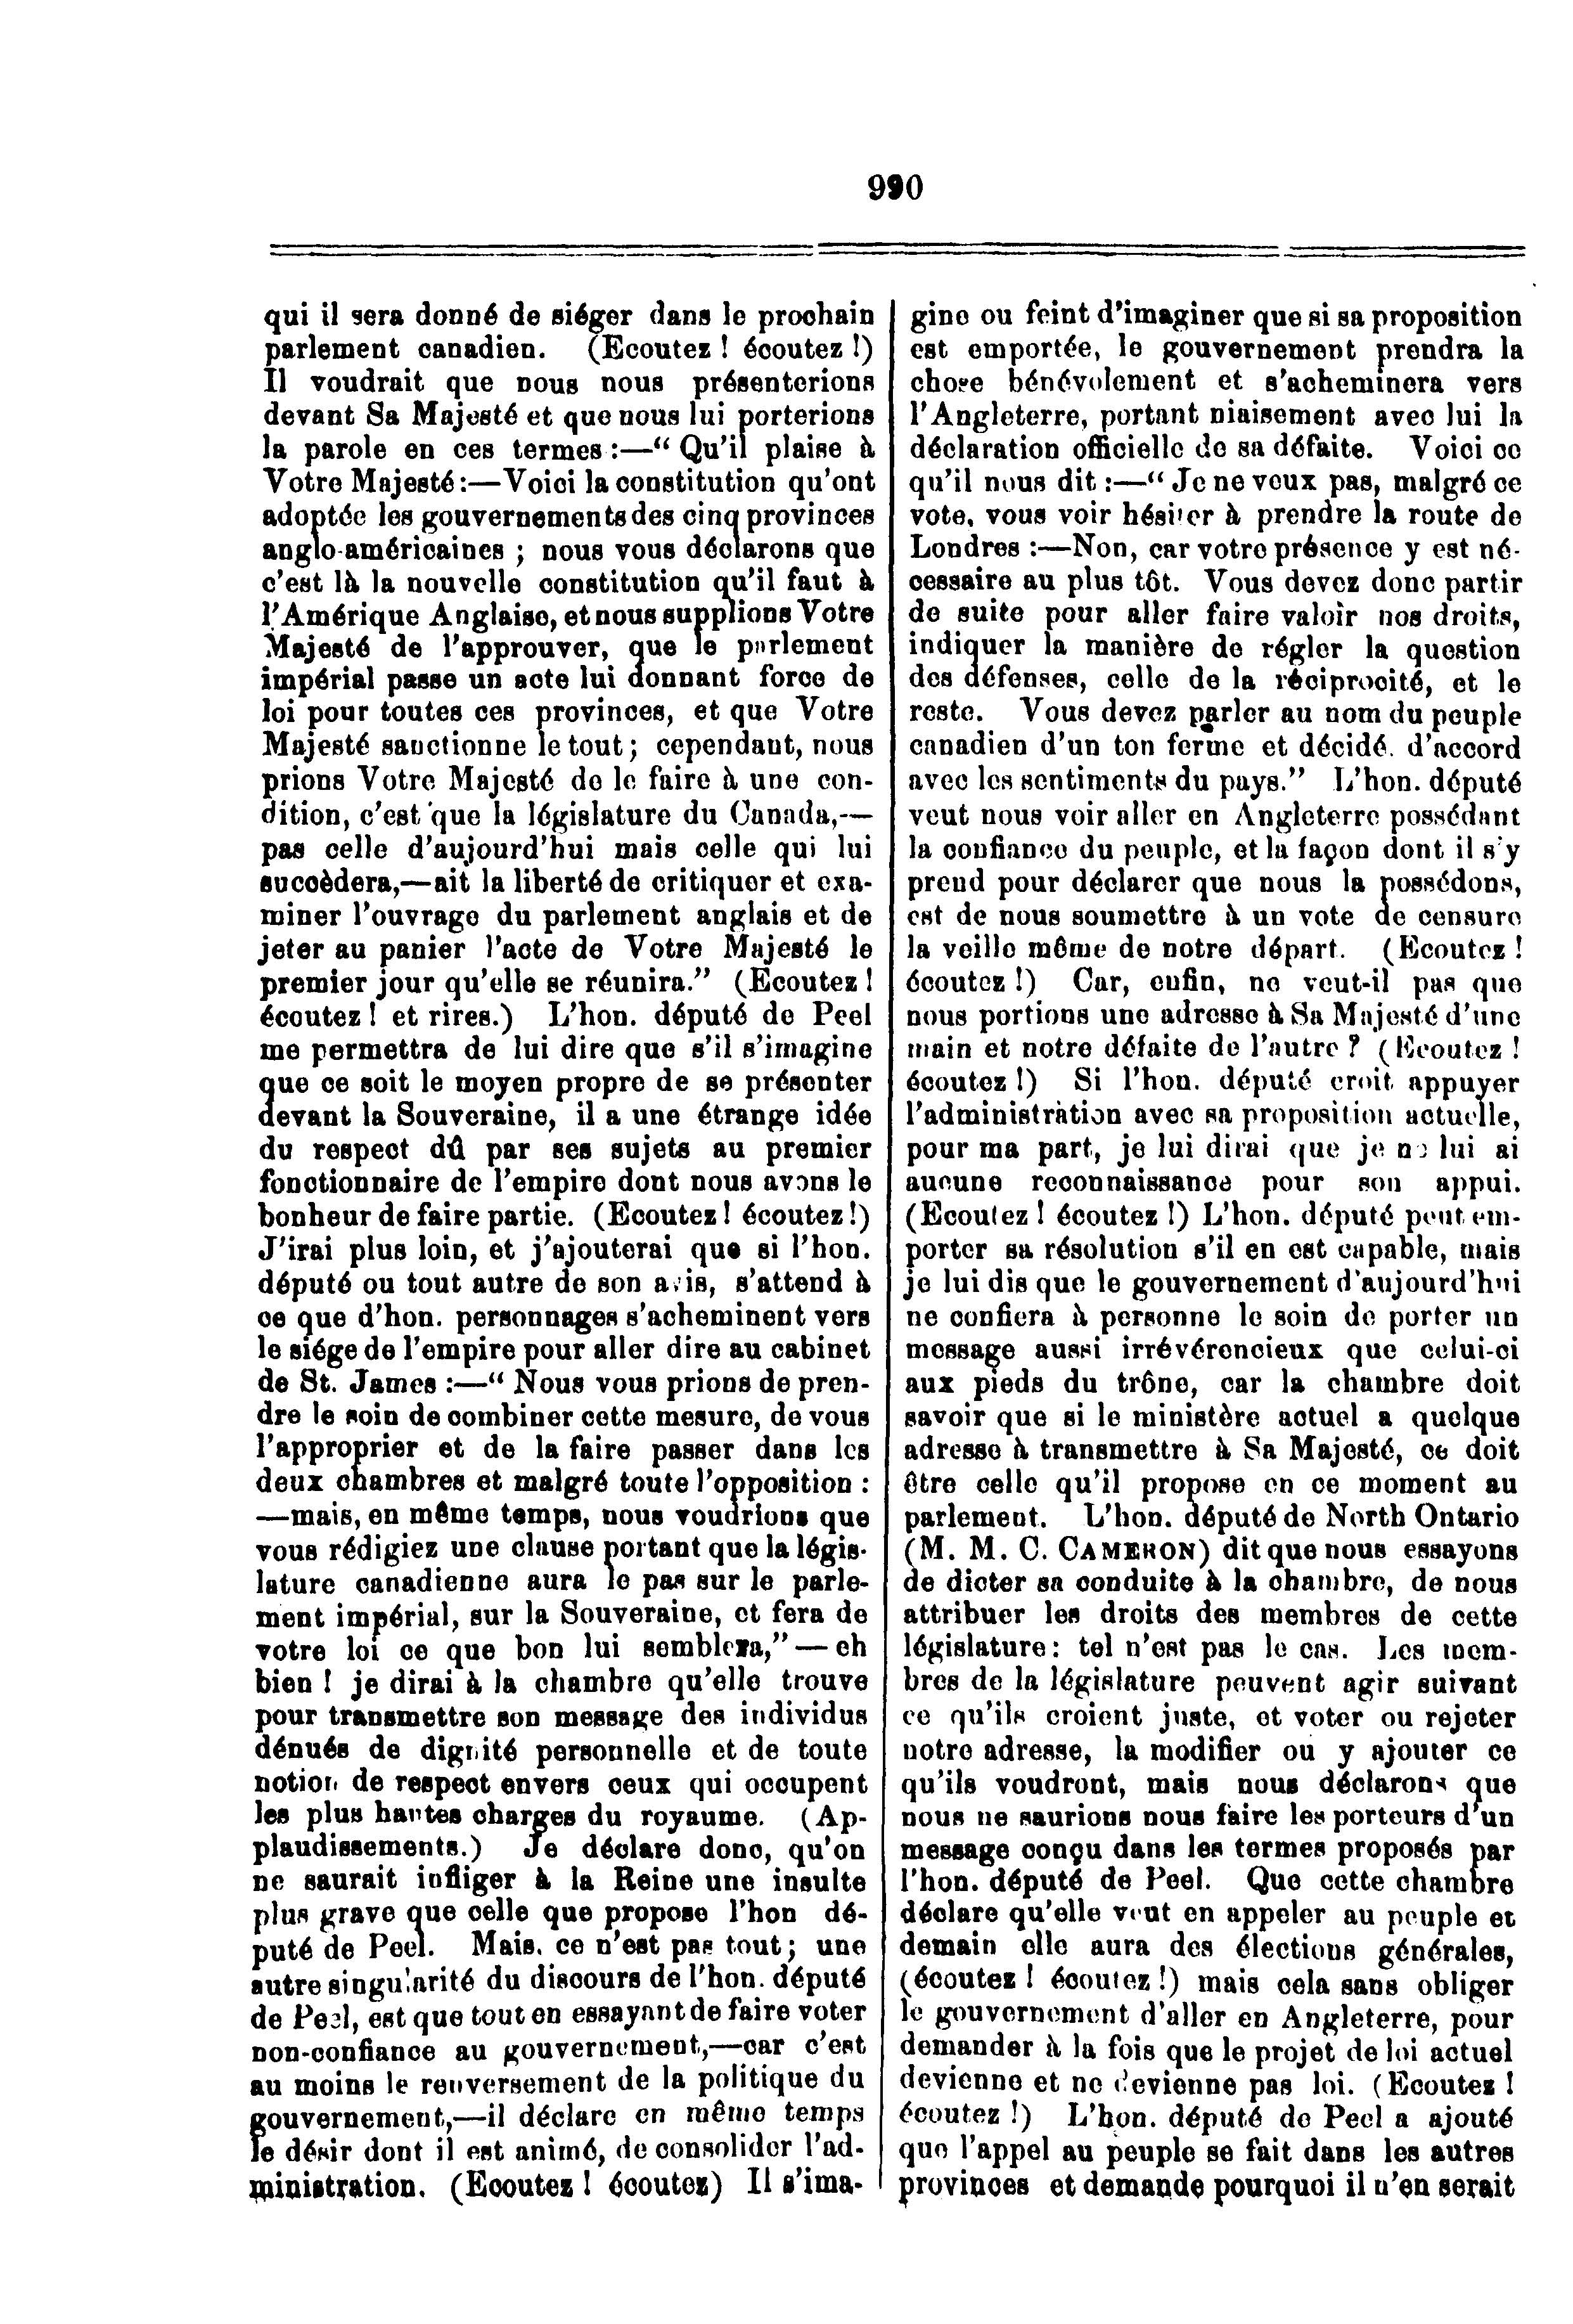 990
qui il sera donné de siéger dans le prochain
parlement canadien. (Ecoutez ! écoutez !)
Il voudrait que nous nous présenterions
devant Sa Majesté et que nous lui porterions
la parole en ces termes :—“ Qu’il plaise à
Votre Majesté :—Voici la constitution qu’ont
adoptée les gouvernements des cinq provinces
anglo-américaines ; nous vous déclarons que
c’est là la nouvelle constitution qu’il faut à
l’Amérique Anglaise, et nous supplions Votre
Majesté de l’approuver, que le parlement
impérial passe un acte lui donnant force de
loi pour toutes ces provinces, et que Votre
Majesté sanctionne le tout ; cependant, nous
prions Votre Majesté de le faire à une con-
dition, c’est que la législature du Canada,—
pas celle d’aujourd’hui mais celle qui lui
succèdera,—ait la liberté de critiquer et exa-
miner l’ouvrage du parlement anglais et de
jeter au panier l’acte de Votre Majesté le
premier jour qu’elle se réunira.” (Ecoutez !
écoutez ! et rires.) L’hon. député de Peel
me permettra de lui dire que s’il s’imagine
que ce soit le moyen propre de se présenter
devant la Souveraine, il a une étrange idée
du respect dû par ses sujets au premier
fonctionnaire de l’empire dont nous avons le
bonheur de faire partie. (Ecoutez ! écoutez !)
J’irai plus loin, et j’ajouterai que si l’hon.
député ou tout autre de son avis, s’attend à
ce que d’hon. personnages s’acheminent vers
le siége de l’empire pour aller dire au cabinet
de St. James :—“ Nous vous prions de pren-
dre le soin de combiner cette mesure, de vous
l’approprier et de la faire passer dans les
deux chambres et malgré toute l’opposition :
—mais, en même temps, nous voudrions que
vous rédigiez une clause portant que la légis-
lature canadienne aura le pas sur le parle-
ment impérial, sur la Souveraine, et fera de
votre loi ce que bon lui semblera,”— eh
bien ! je dirai à la chambre qu’elle trouve
pour transmettre son message des individus
dénués de dignité personnelle et de toute
notion de respect envers ceux qui occupent
les plus hautes charges du royaume. (Ap-
plaudissements.) Je déclare donc, qu’on
ne saurait infliger à la Reine une insulte
plus grave que celle que propose l’hon dé-
puté de Peel. Mais, ce n’est pas tout ; une
autre singularité du discours de l’hon. député
de Peel, est que tout en essayant de faire voter
non-confiance au gouvernement,—car c’est
au moins le renversement de la politique du
gouvernement,—il déclare en même temps
le désir dont il est animé, de consolider l’ad-
ministration. (Ecoutez ! écoutez) Il s’ima-
gine ou feint d’imaginer que si sa proposition
est emportée, le gouvernement prendra la
chose bénévolement et s’acheminera vers
l’Angleterre, portant niaisement avec lui la
déclaration officielle de sa défaite. Voici ce
qu’il nous dit :—“ Je ne veux pas, malgré ce
vote, vous voir hésiter à prendre la route de
Londres :—Non, car votre présence y est né-
cessaire au plus tôt. Vous devez donc partir
de suite pour aller faire valoir nos droits,
indiquer la manière de régler la question
des défenses, celle de la réciprocité, et le
reste. Vous devez parler au nom du peuple
canadien d’un ton ferme et décidé, d’accord
avec les sentiments du pays.” L’hon. député
veut nous voir aller en Angleterre possédant
la confiance du peuple, et la façon dont il s’y
prend pour déclarer que nous la possédons,
est de nous soumettre à un vote de censure
la veille même de notre départ. (Ecoutez !
écoutez !) Car, enfin, ne veut-il pas que
nous portions une adresse à Sa Majesté d’une
main et notre défaite de l’autre ? (Ecoutez !
écoutez !) Si l’hon. député croit appuyer
l’administration avec sa proposition actuelle,
pour ma part, je lui dirai que je ne lui ai
aucune reconnaissance pour son appui.
(Ecoutez ! écoutez !) L’hon. député peut em-
porter sa résolution s’il en est capable, mais
je lui dis que le gouvernement d’aujourd’hui
ne confiera à personne le soin de porter un
message aussi irrévérencieux que celui-ci
aux pieds du trône, car la chambre doit
savoir que si le ministère actuel a quelque
adresse à transmettre à Sa Majesté, ce doit
être celle qu’il propose en ce moment au
parlement. L’hon. député de North Ontario
(M. M. C. CAMERON) dit que nous essayons
de dicter sa conduite à la chambre, de nous
attribuer les droits des membres de cette
législature : tel n’est pas le cas. Les mem-
bres de la législature peuvent agir suivant
ce qu’ils croient juste, et voter ou rejeter
notre adresse, la modifier ou y ajouter ce
qu’ils voudront, mais nous déclarons que
nous ne saurions nous faire les porteurs d’un
message conçu dans les termes proposés par
l’hon. député de Peel. Que cette chambre
déclare qu’elle veut en appeler au peuple et
demain elle aura des élections générales,
(écoutez ! écoutez !) mais cela sans obliger
le gouvernement d’aller en Angleterre, pour
demander à la fois que le projet de loi actuel
devienne et ne devienne pas loi. (Ecoutez !
écoutez !) L’hon. député de Peel a ajouté
que l’appel au peuple se fait dans les autres
provinces et demande pourquoi il n’en serait